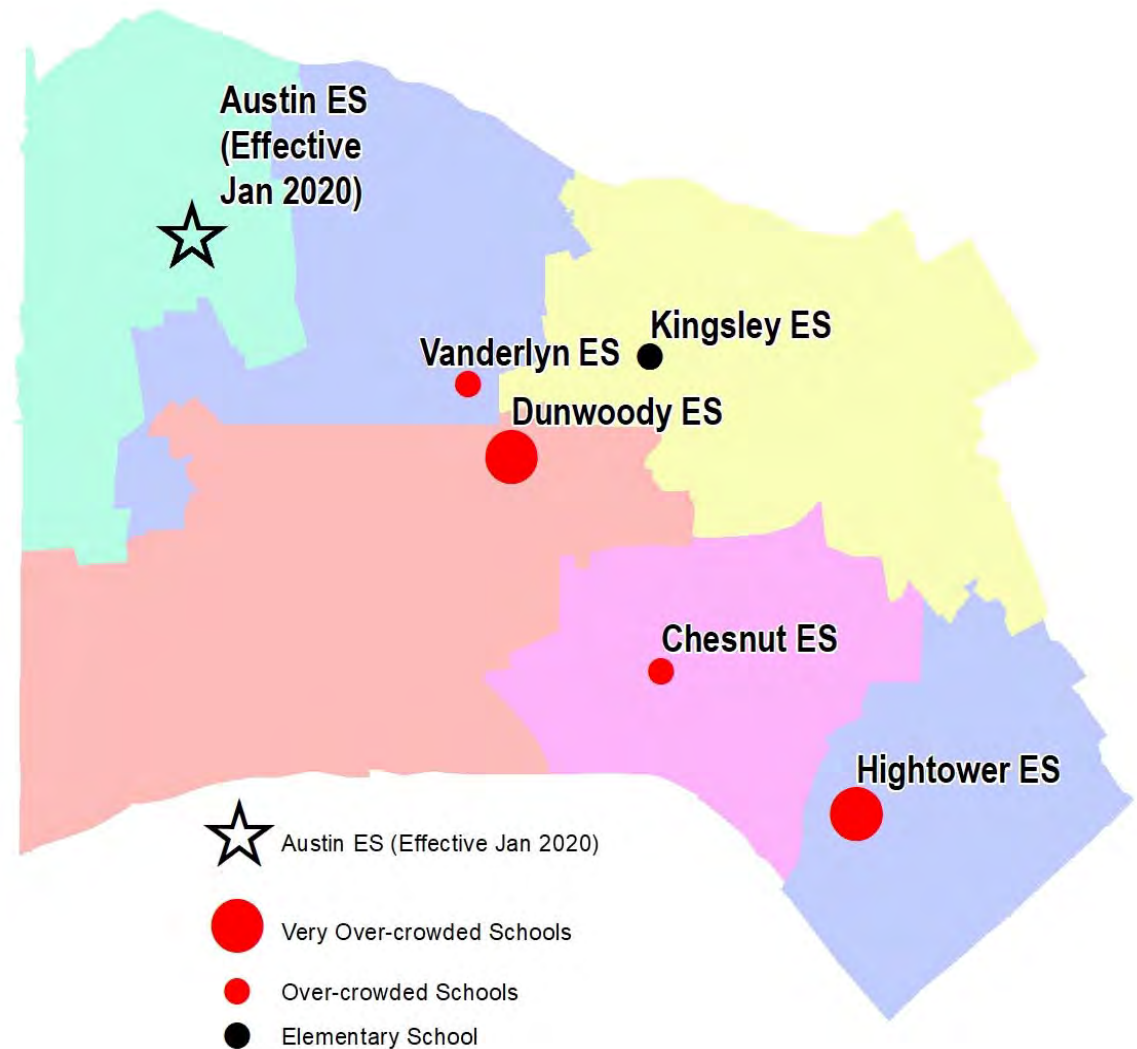 Austin ES
(Effective
Jan 2020)
Kingsley ES
Vanderlyn ES
Dunwoody ES
Chesnut ES
Hightower ES
Austin ES (Effective Jan 2020)
Very Over-crowded Schools
Over-crowded Schools
Elementary School